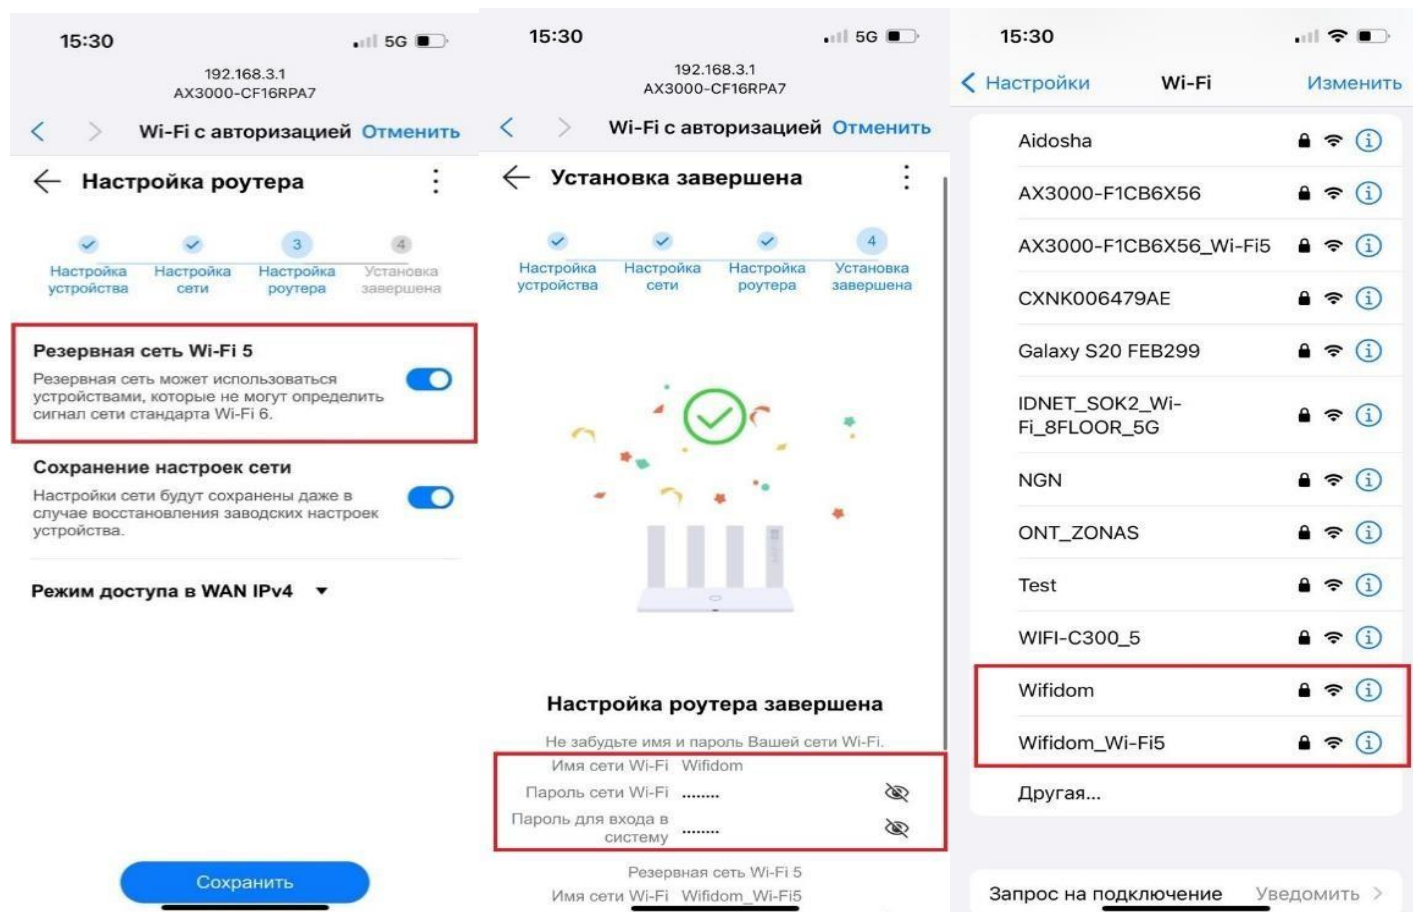 15:30
5G
192.168.3.1
AX3000-CF16RPA7
Wi-Fi с авторизацией Отменить
Настройка роутера
3
4
Настройка устройства
Настройка сети
Настройка роутера
Установка завершена
Резервная сеть Wi-Fi 5
Резервная сеть может использоваться
устройствами, которые не могут определить
сигнал сети стандарта Wi-Fi 6.
Сохранение настроек сети
Настройки сети будут сохранены даже в
случае восстановления заводских настроек
устройства.
Режим доступа в WAN IPv4
Сохранить
15:30
5G
192.168.3.1
AX3000-CF16RPA7
Wi-Fi с авторизацией Отменить
Установка завершена
4
Настройка устройства
Настройка сети
Настройка роутера
Установка завершена
Настройка роутера завершена
Не забудьте имя и пароль Вашей сети Wi-Fi.
Имя сети Wi-Fi Wifidom
Пароль сети Wi-Fi ........
Пароль для входа в
систему ........
Резервная сеть Wi-Fi 5
Имя сети Wi-Fi Wifidom_Wi-Fi5
15:30
Настройки Wi-Fi Изменить
Aidosha
AX3000-F1CB6X56
AX3000-F1CB6X56_Wi-Fi5
CXNK006479AE
Galaxy S20 FEB299
IDNET_SOK2_Wi-
Fi_8FLOOR_5G
NGN
ONT_ZONAS
Test
WIFI-C300_5
Wifidom
Wifidom_Wi-Fi5
Другая...
Запрос на подключение Уведомить